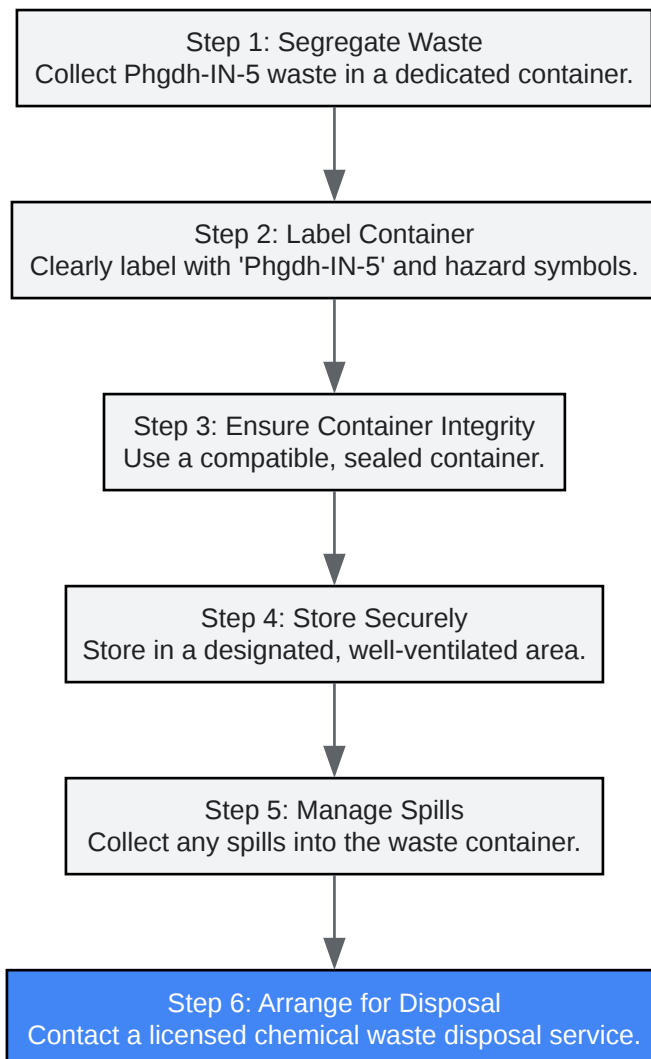 Step 1: Segregate Waste
Collect Phgdh-IN-5 waste in a dedicated container.
Step 2: Label Container
Clearly label with 'Phgdh-IN-5' and hazard symbols.
Step 3: Ensure Container Integrity
Use a compatible, sealed container.
Step 4: Store Securely
Store in a designated, well-ventilated area.
Step 5: Manage Spills
Collect any spills into the waste container.
Step 6: Arrange for Disposal
Contact a licensed chemical waste disposal service.